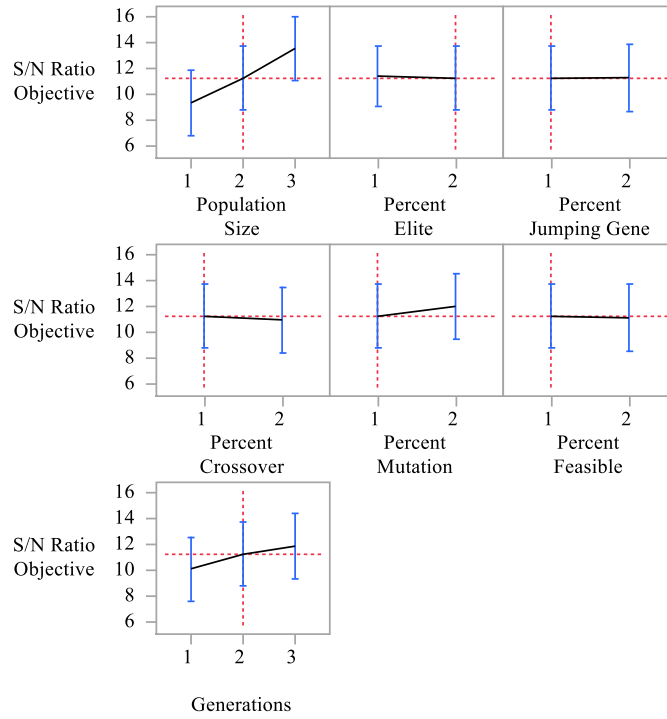 16
14
S/N Ratio 12
Objective 10
8
6
1 2 3 1 2 1 2
Population Percent Percent
Size Elite Jumping Gene
16
14
S/N Ratio 12
Objective 10
8
6
1 2 1 2 1 2
Percent Percent Percent
Crossover Mutation Feasible
16
14
S/N Ratio 12
Objective 10
8
6
1 2 3
Generations